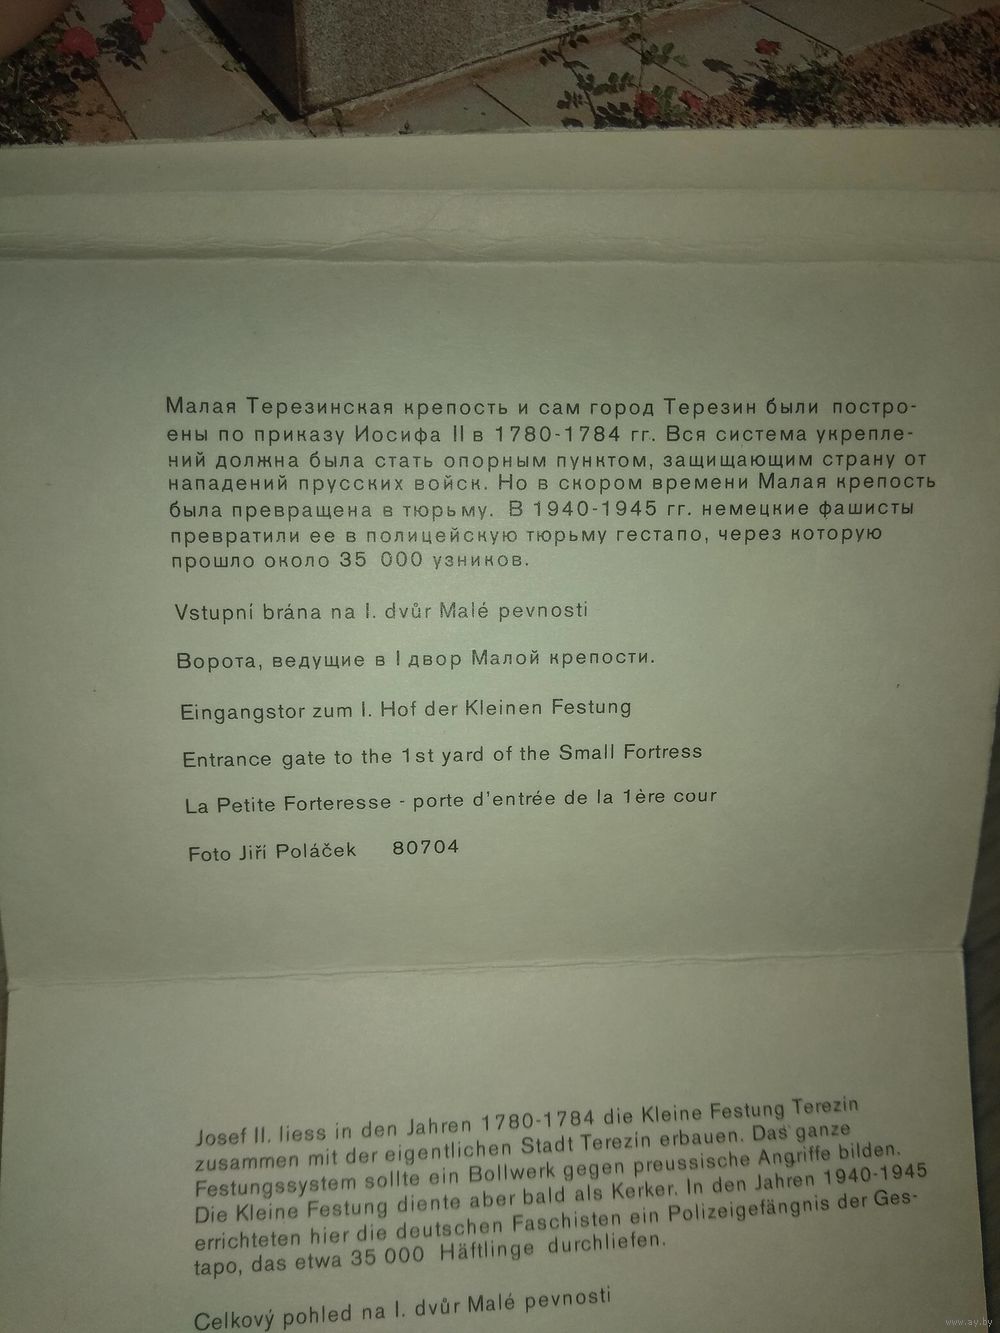 Малая Терезинская крепость и сам город Терезин были постро-
ены по приказу Иосифа II в 1780-1784 гг. Вся система укрепле-
ний должна была стать опорным пунктом, защищающим страну от
нападений прусских войск. Но в скором времени Малая крепость
была превращена в тюрьму. В 1940-1945 гг. немецкие фашисты
превратили ее в полицейскую тюрьму гестапо, через которую
прошло около 35 000 узников.
Vstupní brána na I. dvůr Malé pevnosti
Ворота, ведущие в I двор Малой крепости.
Eingangstor zum I. Hof der Kleinen Festung
Entrance gate to the 1st yard of the Small Fortress
La Petite Forteresse - porte d'entrée de la 1ère cour
Foto Jiří Poláček 80704
Josef II. liess in den Jahren 1780-1784 die Kleine Festung Terezin
zusammen mit der eigentlichen Stadt Terezin erbauen. Das ganze
Festungssystem sollte ein Bollwerk gegen preussische Angriffe bilden.
Die Kleine Festung diente aber bald als Kerker. In den Jahren 1940-1945
errichteten hier die deutschen Faschisten ein Polizeigefängnis der Ges-
tapo, das etwa 35 000 Häftlinge durchliefen.
Celkový pohled na I. dvůr Malé pevnosti
www.ay.by